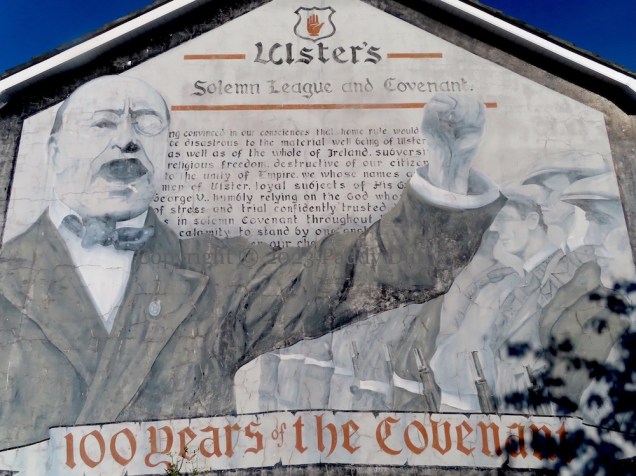 Ulster's
Solemn League and Covenant.
convinced in our consciences that home rule would
be disastrous to the material well being of Ulster
as well as of the whole of Ireland, subversi
religious freedom, destructive of our citizen
to the unity of Empire, we whose names a
men of Ulster, loyal subjects of His G
George V., humbly relying on the God who
of stress and trial confidently trusted
in solemn Covenant throughout
calamity to stand by one
our
copyright © Paddy
100 years of the Covenant